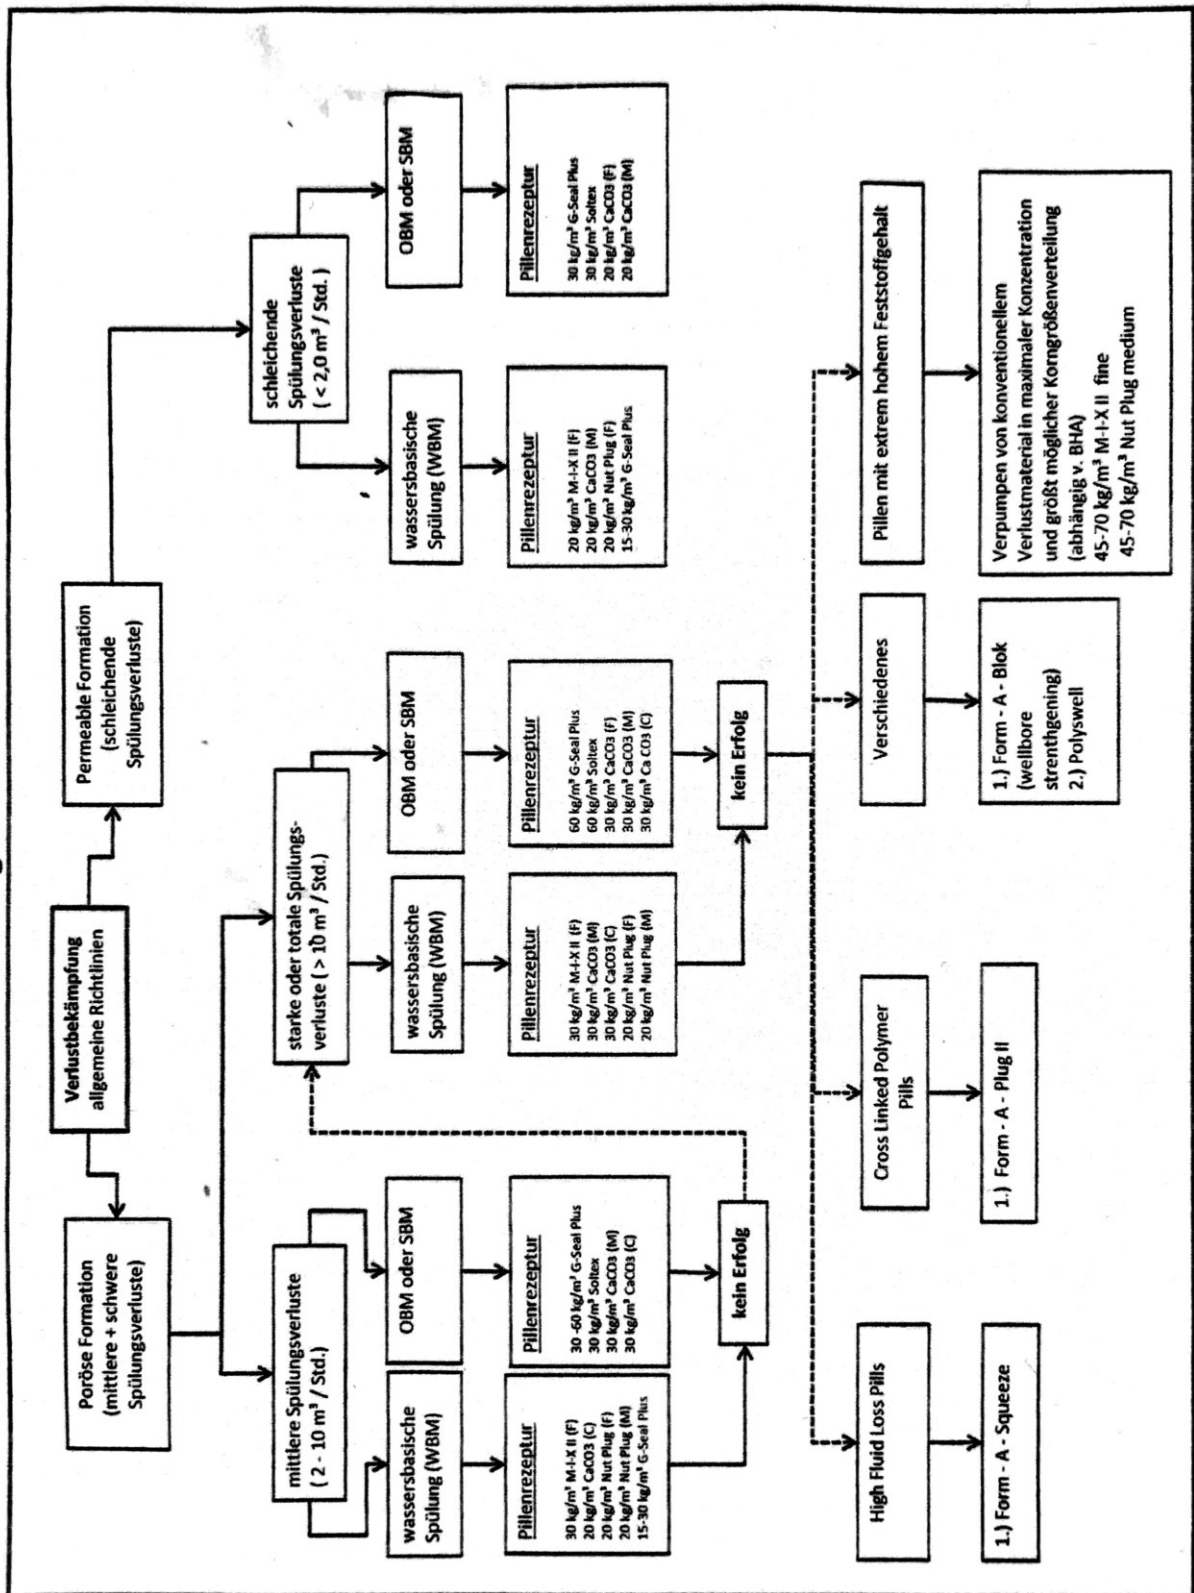 Verlustbekämpfung
allgemeine Richtlinien
Poröse Formation
(mittlere + schwere
Spülungsverluste)
Permeable Formation
(schleichende
Spülungsverluste)
mittlere Spülungsverluste
( 2 - 10 m³ / Std.)
starke oder totale Spülungs-
verluste ( > 10 m³ / Std.)
schleichende
Spülungsverluste
( < 2,0 m³ / Std. )
wassersbasische
Spülung (WBM)
OBM oder SBM
wassersbasische
Spülung (WBM)
OBM oder SBM
wassersbasische
Spülung (WBM)
OBM oder SBM
Pillenrezeptur
30 kg/m³ M-I-X II (F)
20 kg/m³ CaCO3 (C)
20 kg/m³ Nut Plug (F)
20 kg/m³ Nut Plug (M)
15-30 kg/m³ G-Seal Plus
Pillenrezeptur
30 -60 kg/m³ G-Seal Plus
30 kg/m³ Soltex
30 kg/m³ CaCO3 (M)
30 kg/m³ CaCO3 (C)
Pillenrezeptur
30 kg/m³ M-I-X II (F)
30 kg/m³ CaCO3 (M)
30 kg/m³ CaCO3 (C)
20 kg/m³ Nut Plug (F)
20 kg/m³ Nut Plug (M)
Pillenrezeptur
60 kg/m³ G-Seal Plus
60 kg/m³ Soltex
30 kg/m³ CaCO3 (F)
30 kg/m³ CaCO3 (M)
30 kg/m³ Ca CO3 (C)
Pillenrezeptur
20 kg/m³ M-I-X II (F)
20 kg/m³ CaCO3 (M)
20 kg/m³ Nut Plug (F)
15-30 kg/m³ G-Seal Plus
Pillenrezeptur
30 kg/m³ G-Seal Plus
30 kg/m³ Soltex
20 kg/m³ CaCO3 (F)
20 kg/m³ CaCO3 (M)
kein Erfolg
kein Erfolg
High Fluid Loss Pills
Cross Linked Polymer
Pills
Verschiedenes
Pillen mit extrem hohem Feststoffgehalt
1.) Form - A - Squeeze
1.) Form - A - Plug II
1.) Form - A - Blok
(wellbore
strenthgening)
2.) Polyswell
Verpumpen von konventionellem
Verlustmaterial in maximaler Konzentration
und größt möglicher Korngrößenverteilung
(abhängig v. BHA)
45-70 kg/m³ M-I-X II fine
45-70 kg/m³ Nut Plug medium